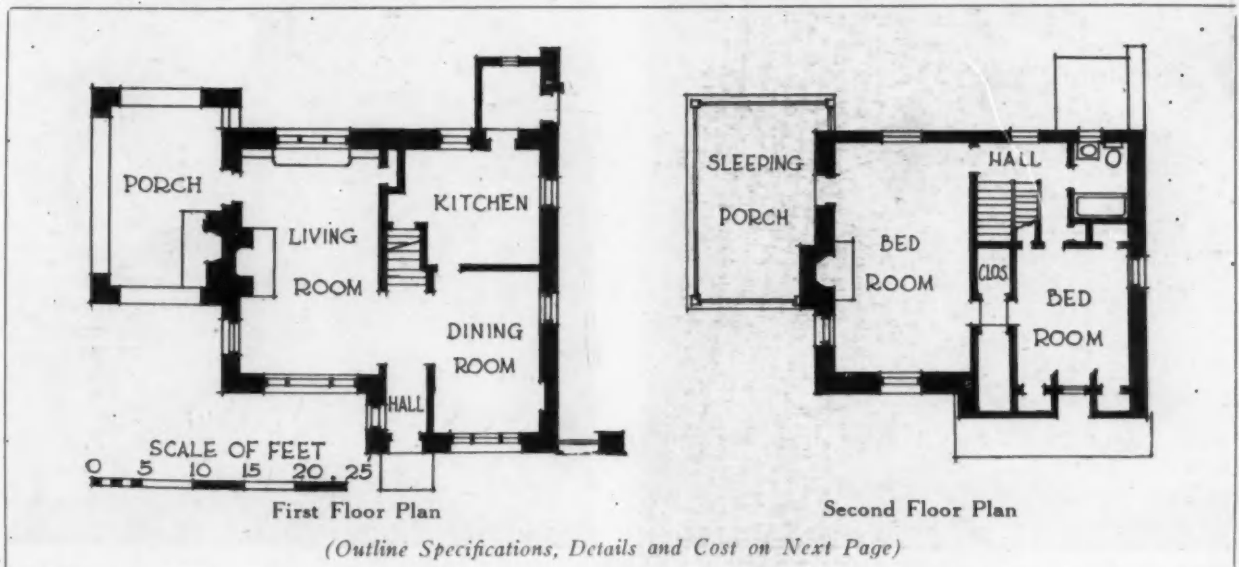 PORCH
LIVING
ROOM
KITCHEN
DINING
ROOM
HALL
SCALE OF FEET
0 5 10 15 20 25
First Floor Plan
SLEEPING
PORCH
BED
ROOM
HALL
CLOS.
BED
ROOM
Second Floor Plan
(Outline Specifications, Details and Cost on Next Page)